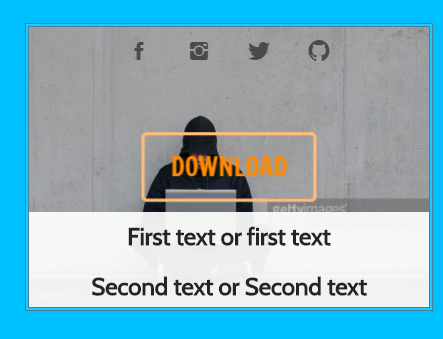 DOWNLOAD
gettyimages®
First text or first text
Second text or Second text